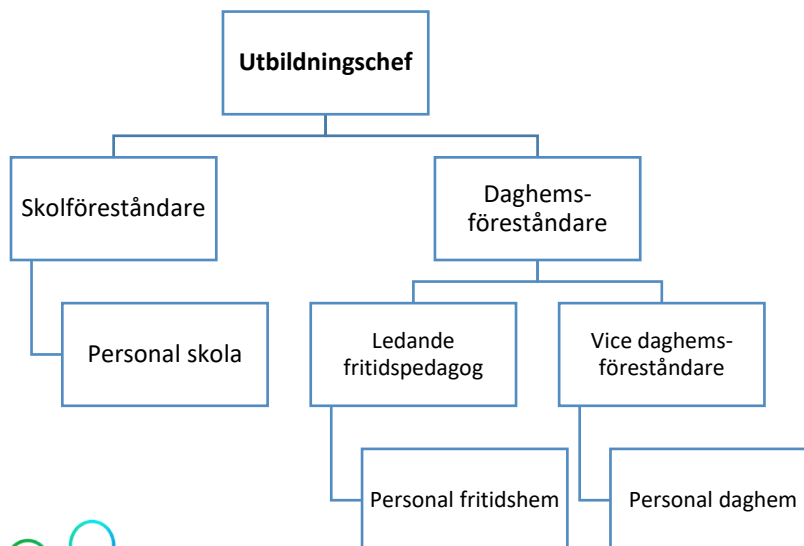 Utbildningschef
Skolföreståndare
Daghems-
föreståndare
Personal skola
Ledande
fritidspedagog
Vice daghems-
föreståndare
Personal fritidshem
Personal daghem